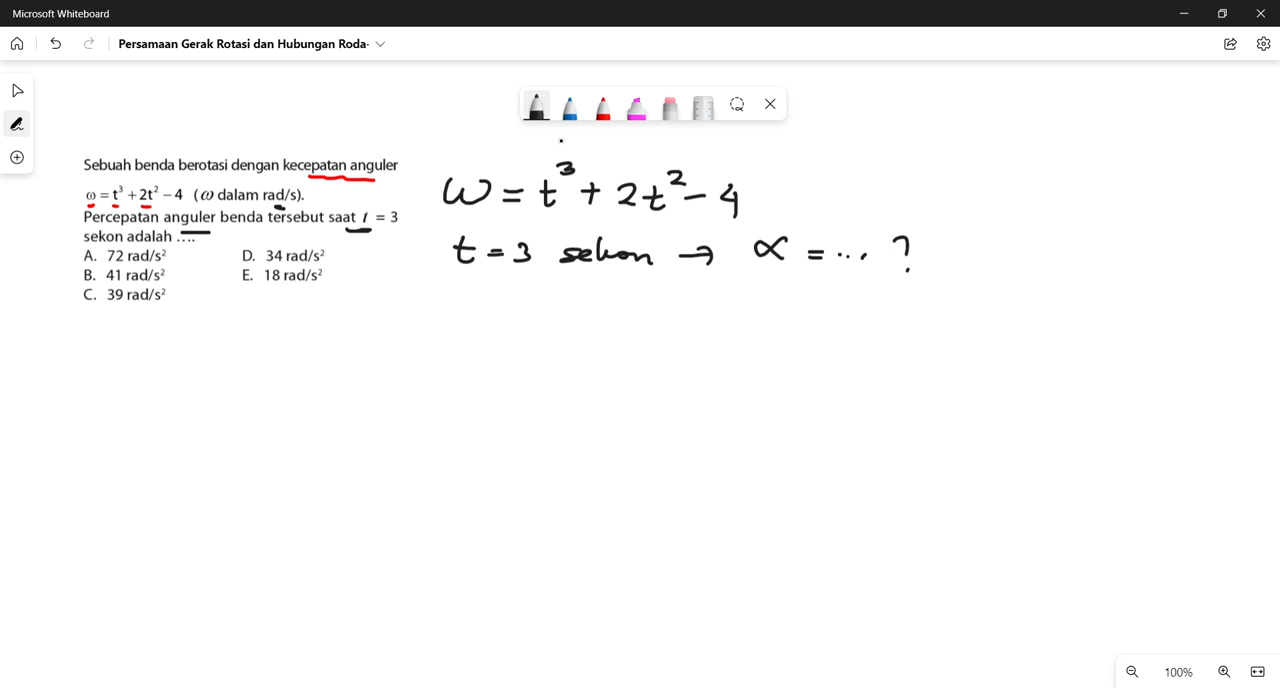 Microsoft Whiteboard
Persamaan Gerak Rotasi dan Hubungan Roda-
Sebuah benda berotasi dengan kecepatan anguler
ω = t³ + 2t² − 4 (ω dalam rad/s).
Percepatan anguler benda tersebut saat t = 3
sekon adalah ....
A. 72 rad/s²
D. 34 rad/s²
B. 41 rad/s²
E. 18 rad/s²
C. 39 rad/s²
ω = t³ + 2t² − 4
t = 3 sekon → α = ... ?
100%